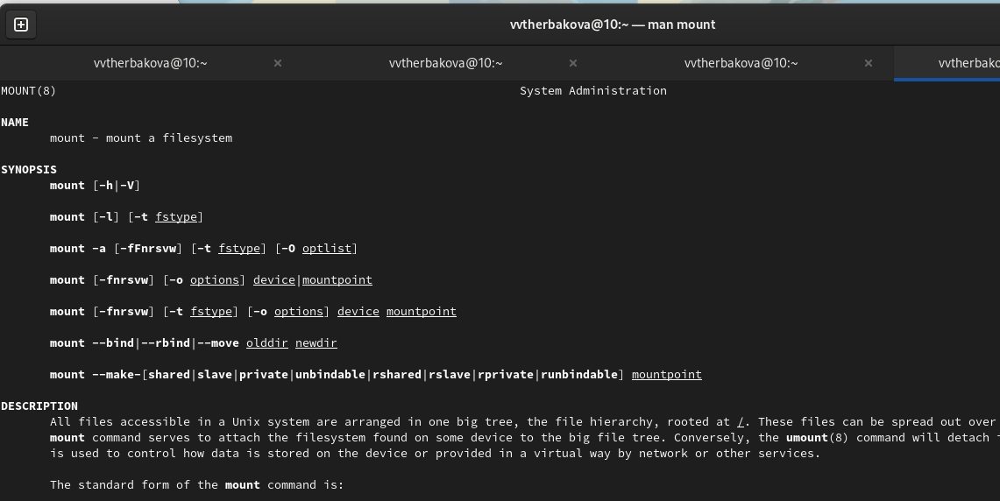 vvtherbakova@10:~ — man mount
vvtherbakova@10:~ × vvtherbakova@10:~ × vvtherbakova@10:~ × vvtherbako
MOUNT(8) System Administration
NAME
mount - mount a filesystem
SYNOPSIS
mount [-h|-V]
mount [-l] [-t fstype]
mount -a [-fFnrsvw] [-t fstype] [-O optlist]
mount [-fnrsvw] [-o options] device|mountpoint
mount [-fnrsvw] [-t fstype] [-o options] device mountpoint
mount --bind|--rbind|--move olddir newdir
mount --make-[shared|slave|private|unbindable|rshared|rslave|rprivate|runbindable] mountpoint
DESCRIPTION
All files accessible in a Unix system are arranged in one big tree, the file hierarchy, rooted at /. These files can be spread out over
mount command serves to attach the filesystem found on some device to the big file tree. Conversely, the umount(8) command will detach
is used to control how data is stored on the device or provided in a virtual way by network or other services.
The standard form of the mount command is: